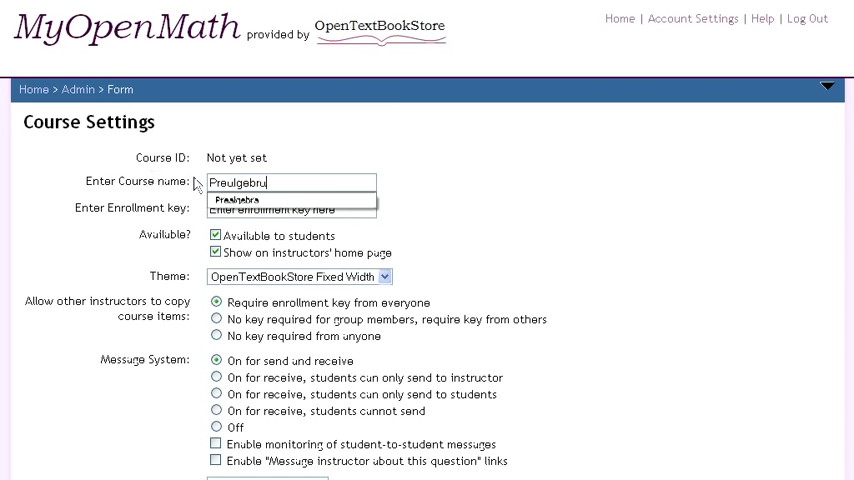 MyOpenMath provided by OpenTextBookStore
Home | Account Settings | Help | Log Out
Home > Admin > Form
Course Settings
Course ID: Not yet set
Enter Course name: Prealgebra
Prealgebra
Enter Enrollment key: Enter enrollment key here
Available? Available to students
Show on instructors' home page
Theme: OpenTextBookStore Fixed Width
Allow other instructors to copy course items: Require enrollment key from everyone
No key required for group members, require key from others
No key required from anyone
Message System: On for send and receive
On for receive, students can only send to instructor
On for receive, students can only send to students
On for receive, students cannot send
Off
Enable monitoring of student-to-student messages
Enable "Message instructor about this question" links